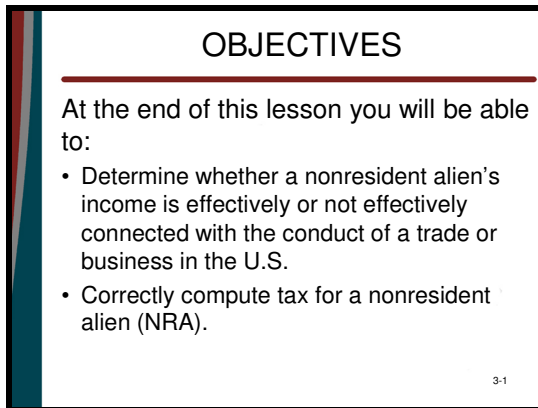 OBJECTIVES
At the end of this lesson you will be able
to:
• Determine whether a nonresident alien's
income is effectively or not effectively
connected with the conduct of a trade or
business in the U.S.
• Correctly compute tax for a nonresident
alien (NRA).
3-1